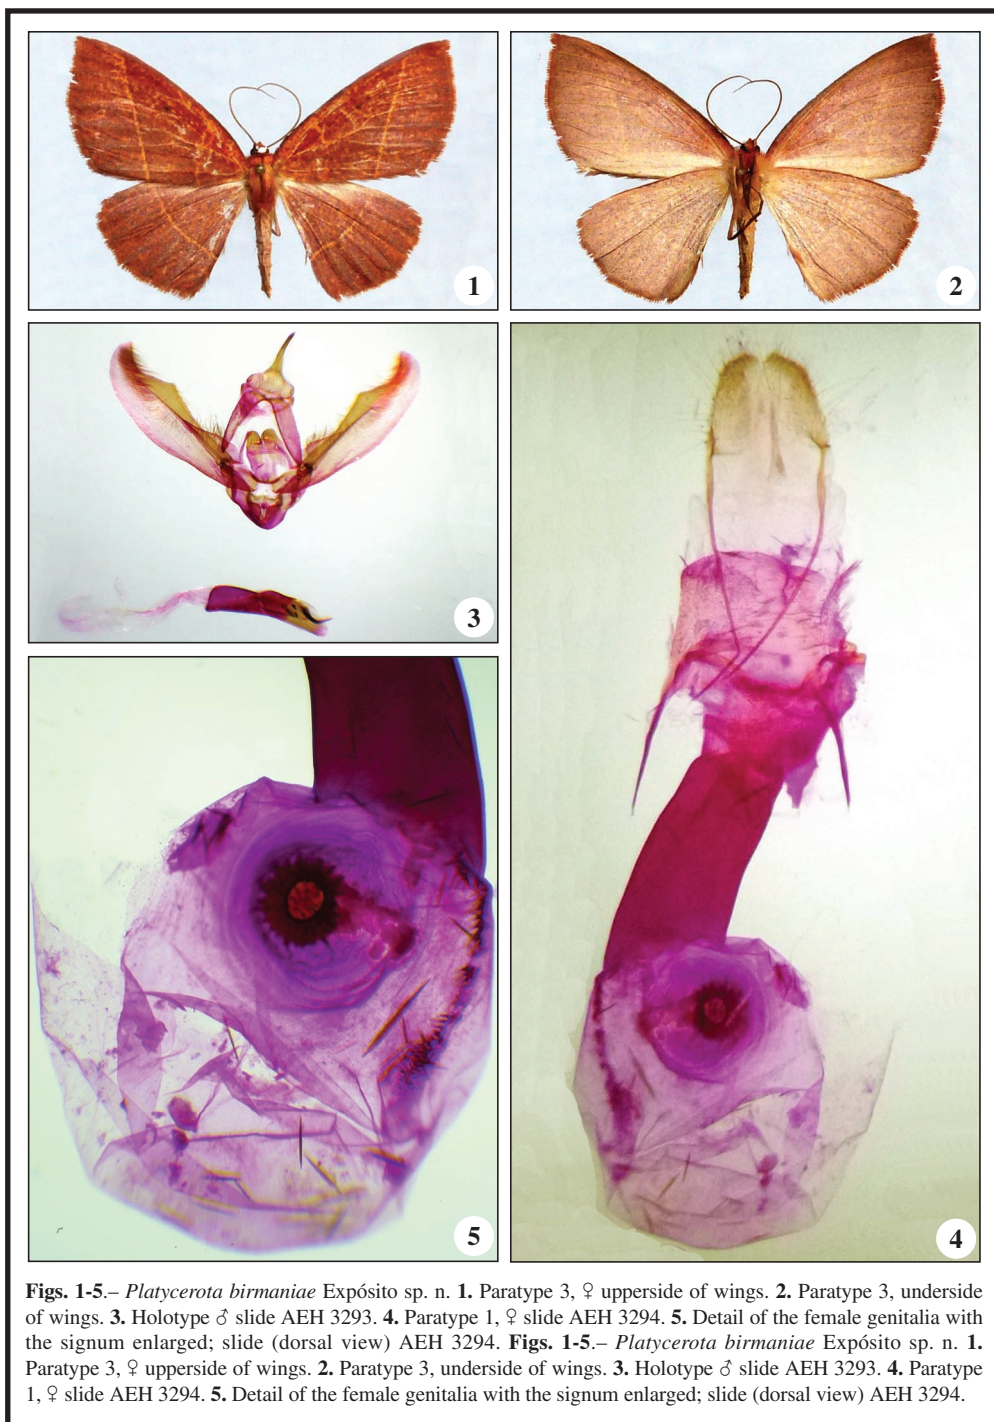 1
2
3
4
5
Figs. 1-5.– Platycerota birmaniae Expósito sp. n. 1. Paratype 3, ♀ upperside of wings. 2. Paratype 3, underside
of wings. 3. Holotype ♂ slide AEH 3293. 4. Paratype 1, ♀ slide AEH 3294. 5. Detail of the female genitalia with
the signum enlarged; slide (dorsal view) AEH 3294. Figs. 1-5.– Platycerota birmaniae Expósito sp. n. 1.
Paratype 3, ♀ upperside of wings. 2. Paratype 3, underside of wings. 3. Holotype ♂ slide AEH 3293. 4. Paratype
1, ♀ slide AEH 3294. 5. Detail of the female genitalia with the signum enlarged; slide (dorsal view) AEH 3294.